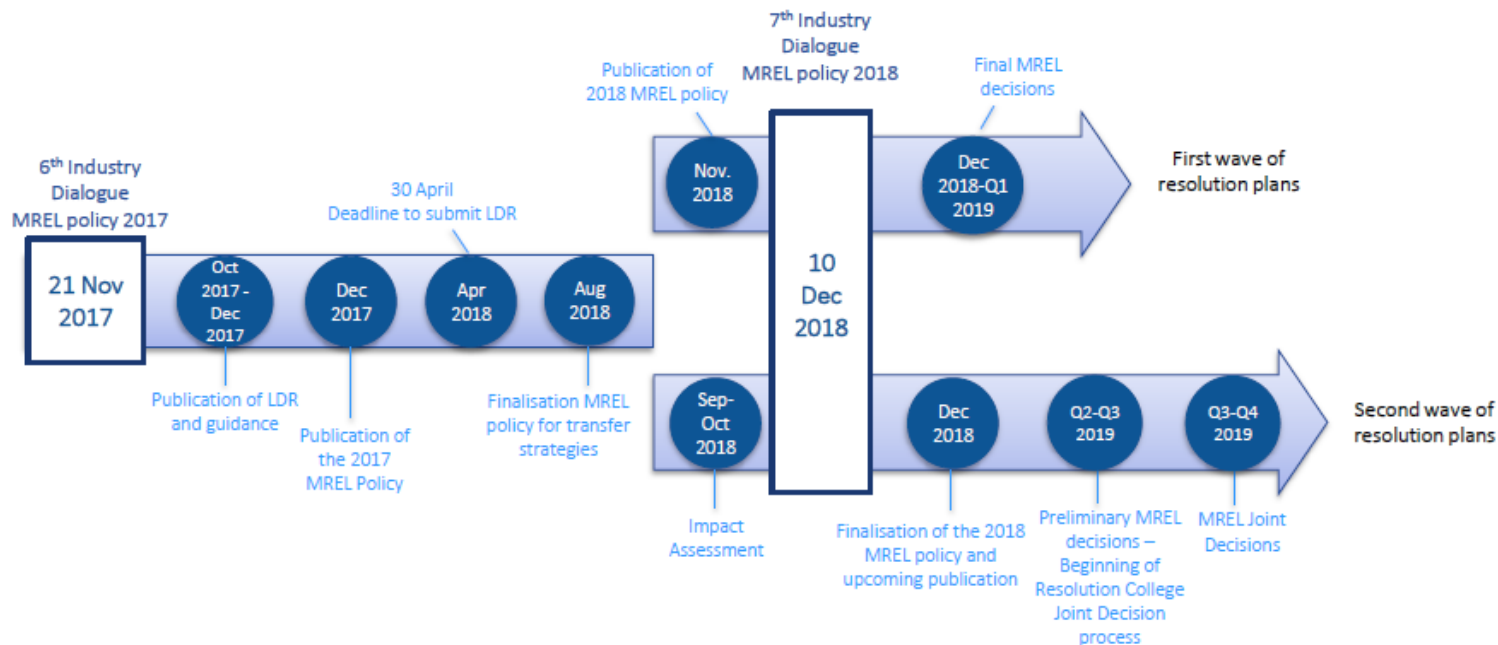 6th Industry
Dialogue
MREL policy 2017
21 Nov
2017
Oct
2017 -
Dec
2017
Publication of LDR
and guidance
Dec
2017
Publication of
the 2017
MREL Policy
30 April
Deadline to submit LDR
Apr
2018
Aug
2018
Finalisation MREL
policy for transfer
strategies
Publication of
2018 MREL policy
Nov.
2018
7th Industry
Dialogue
MREL policy 2018
10
Dec
2018
Final MREL
decisions
Dec
2018-Q1
2019
First wave of
resolution plans
Sep-
Oct
2018
Impact
Assessment
Dec
2018
Finalisation of the 2018
MREL policy and
upcoming publication
Q2-Q3
2019
Preliminary MREL
decisions –
Beginning of
Resolution College
Joint Decision
process
Q3-Q4
2019
MREL Joint
Decisions
Second wave of
resolution plans